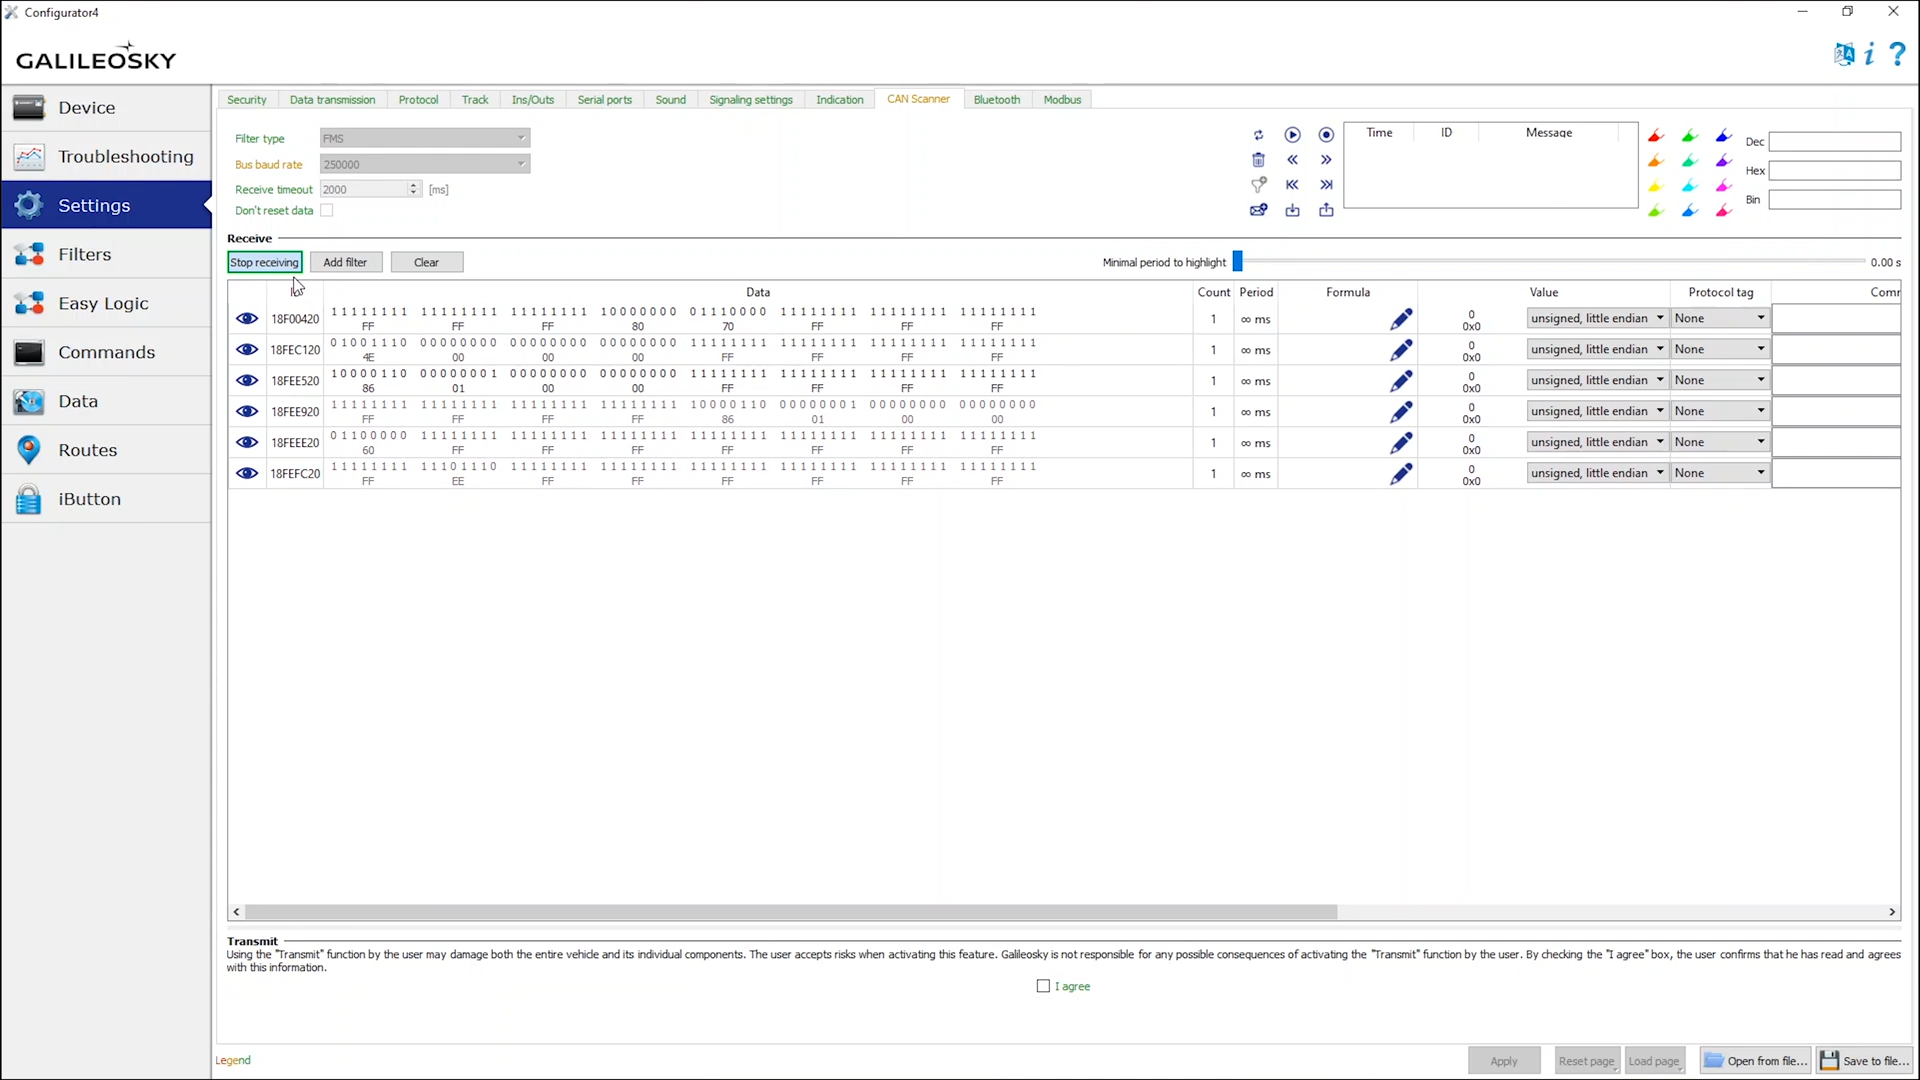 Configurator4
GALILEOSKY
Device
Troubleshooting
Settings
Filters
Easy Logic
Commands
Data
Routes
iButton
Security Data transmission Protocol Track Ins/Outs Serial ports Sound Signaling settings Indication CAN Scanner Bluetooth Modbus
Filter type FMS
Bus baud rate 250000
Receive timeout 2000 [ms]
Don't reset data
Time ID Message
Dec
Hex
Bin
Receive
Stop receiving Add filter Clear Minimal period to highlight 0.00 s
Data Count Period Formula Value Protocol tag
18F00420 11111111 11111111 11111111 10000000 01110000 11111111 11111111 11111111 1 ∞ ms 0 unsigned, little endian None
FF FF FF 80 70 FF FF FF 0x0
18FEC120 01001110 00000000 00000000 00000000 11111111 11111111 11111111 11111111 1 ∞ ms 0 unsigned, little endian None
4E 00 00 00 FF FF FF FF 0x0
18FEE520 10000110 00000001 00000000 00000000 11111111 11111111 11111111 11111111 1 ∞ ms 0 unsigned, little endian None
86 01 00 00 FF FF FF FF 0x0
18FEE920 11111111 11111111 11111111 11111111 10000110 00000001 00000000 00000000 1 ∞ ms 0 unsigned, little endian None
FF FF FF FF 86 01 00 00 0x0
18FEEE20 01100000 11111111 11111111 11111111 11111111 11111111 11111111 11111111 1 ∞ ms 0 unsigned, little endian None
60 FF FF FF FF FF FF FF 0x0
18FEFC20 11111111 11101110 11111111 11111111 11111111 11111111 11111111 11111111 1 ∞ ms 0 unsigned, little endian None
FF EE FF FF FF FF FF FF 0x0
Transmit
Using the "Transmit" function by the user may damage both the entire vehicle and its individual components. The user accepts risks when activating this feature. Galileosky is not responsible for any possible consequences of activating the "Transmit" function by the user. By checking the "I agree" box, the user confirms that he has read and agrees
with this information.
I agree
Legend
Apply Reset page Load page Open from file... Save to file...